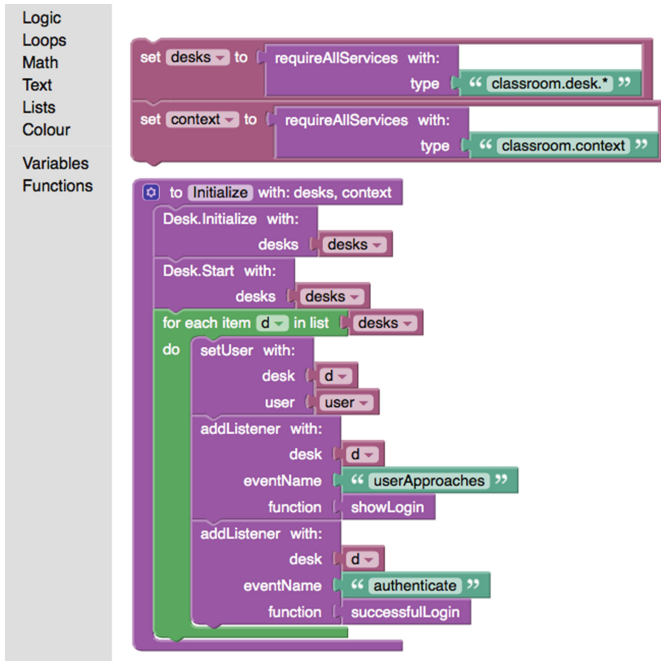 Logic
Loops
Math
Text
Lists
Colour
Variables
Functions
set desks to requireAllServices with:
type “ classroom.desk.* ”
set context to requireAllServices with:
type “ classroom.context ”
to Initialize with: desks, context
Desk.Initialize with:
desks desks
Desk.Start with:
desks desks
for each item d in list desks
do setUser with:
desk d
user user
addListener with:
desk d
eventName “ userApproaches ”
function showLogin
addListener with:
desk d
eventName “ authenticate ”
function successfulLogin